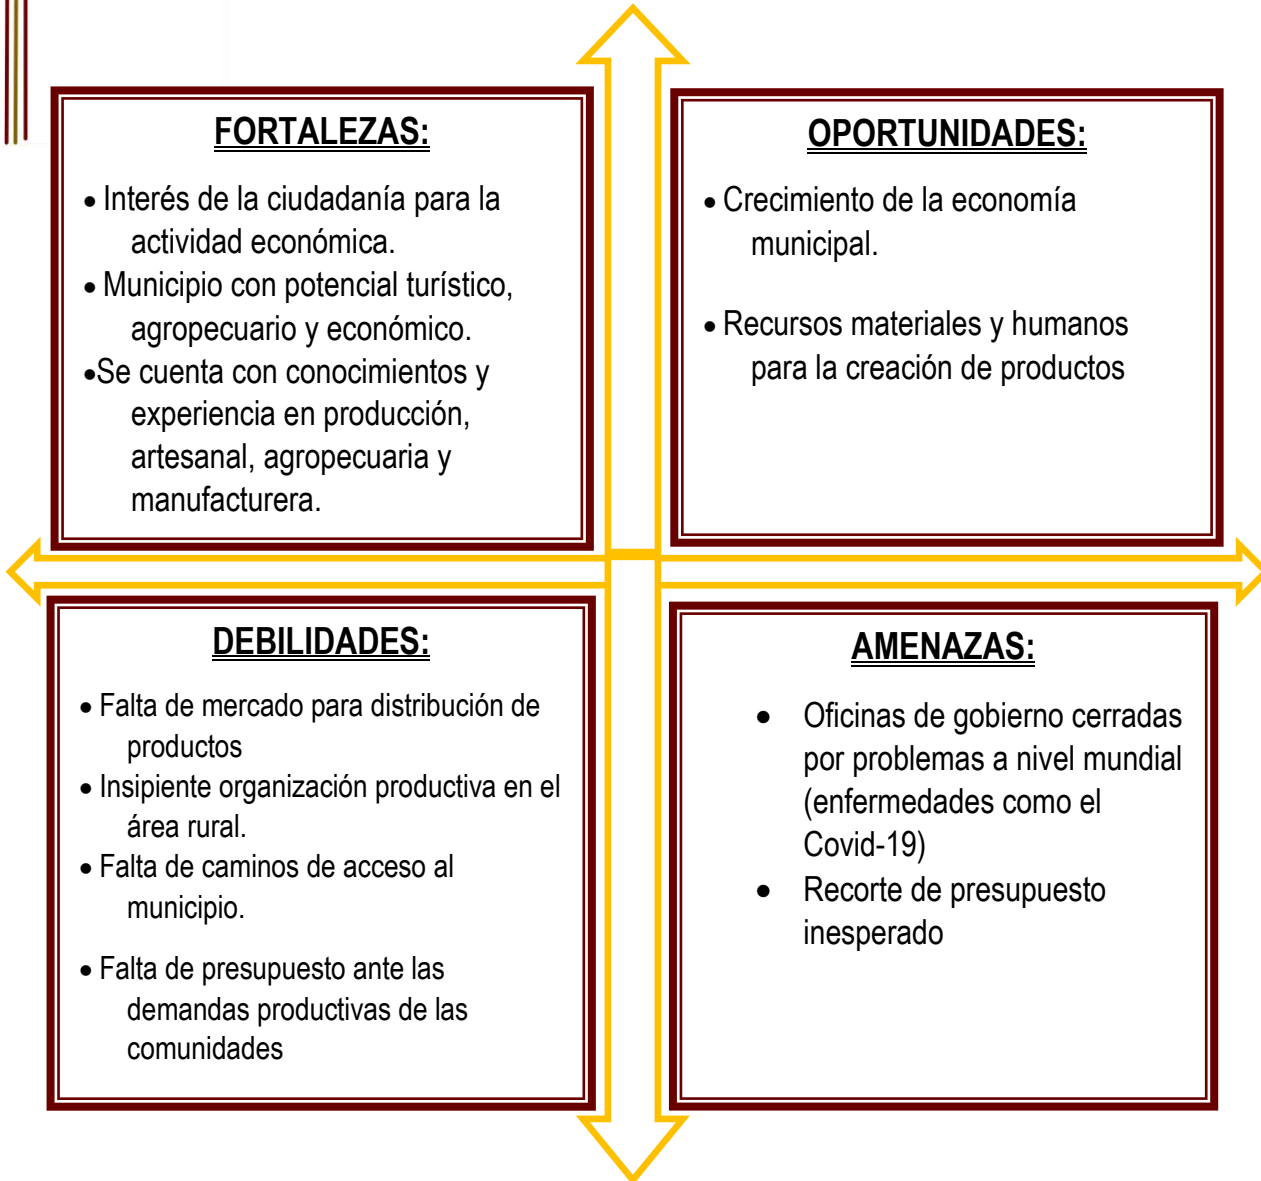 FORTALEZAS:
• Interés de la ciudadanía para la
actividad económica.
• Municipio con potencial turístico,
agropecuario y económico.
•Se cuenta con conocimientos y
experiencia en producción,
artesanal, agropecuaria y
manufacturera.
OPORTUNIDADES:
• Crecimiento de la economía
municipal.
• Recursos materiales y humanos
para la creación de productos
DEBILIDADES:
• Falta de mercado para distribución de
productos
• Insipiente organización productiva en el
área rural.
• Falta de caminos de acceso al
municipio.
• Falta de presupuesto ante las
demandas productivas de las
comunidades
AMENAZAS:
• Oficinas de gobierno cerradas
por problemas a nivel mundial
(enfermedades como el
Covid-19)
• Recorte de presupuesto
inesperado